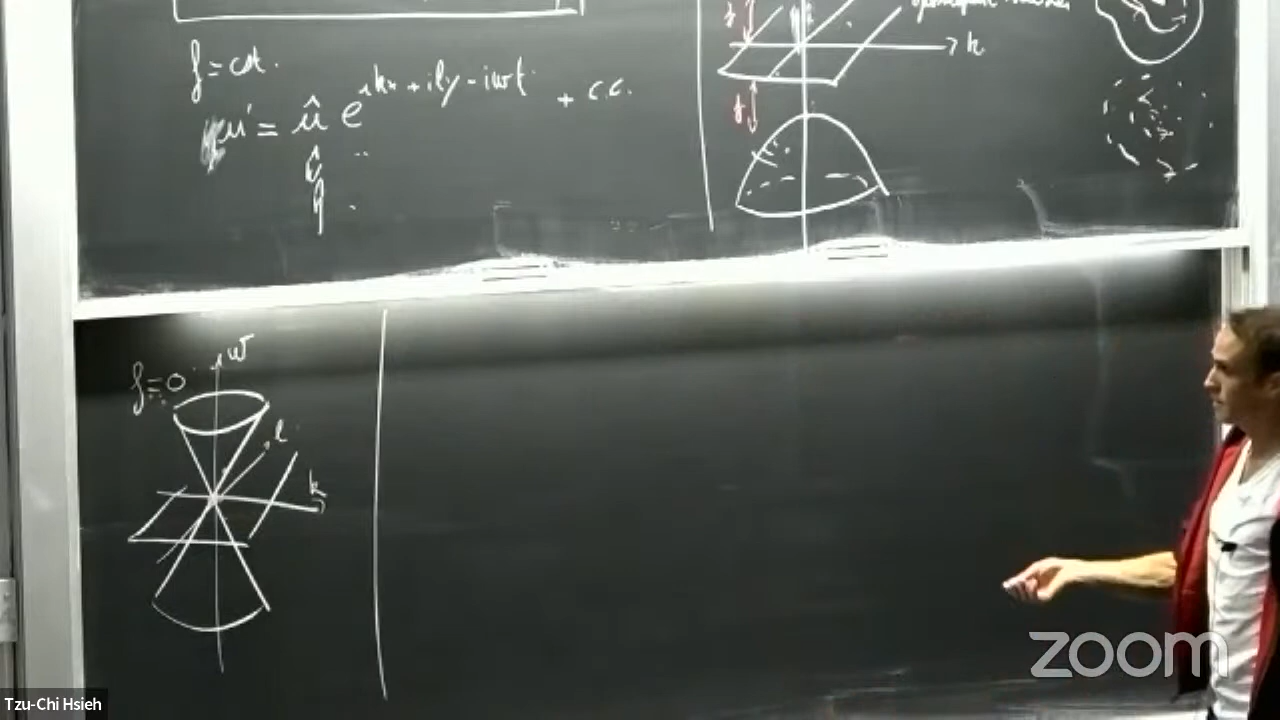 f = cst.
u' = û e^{ikx + ily - iωt} + c.c.
η̂
f
k
f
f = 0
ω
l
k
zoom
Tzu-Chi Hsieh